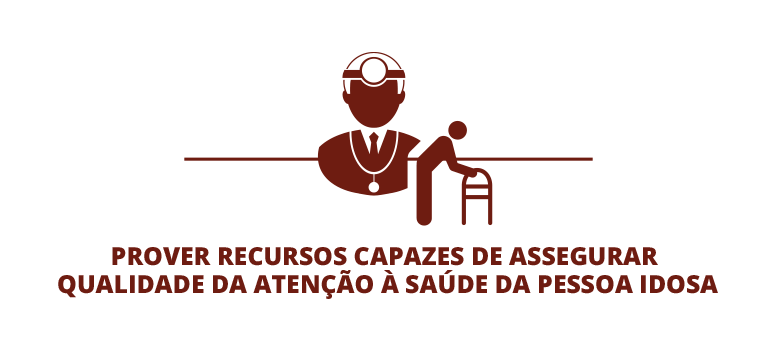 PROVER RECURSOS CAPAZES DE ASSEGURAR
QUALIDADE DA ATENÇÃO À SAÚDE DA PESSOA IDOSA